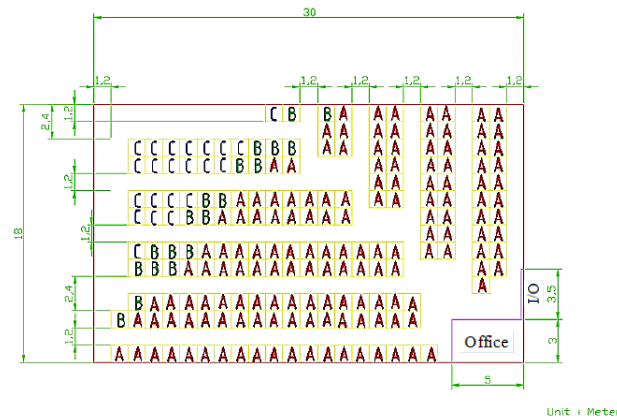 30
1,2 1,2 1,2 1,2 1,2 1,2
1,2 C B B A A A A A A A
2,4 A A A A A A A A
C C C C C C C B B B A A A A A A A A
C C C C C C B B A A A A A A A A
1,2 A A A A A A
C C C C B B A A A A A A A A A A A A A
C C C B B A A A A A A A A A A A A
1,2 A A A A
18
C B B B A A A A A A A A A A A A A A A A
B B B A A A A A A A A A A A A A A A
2,4 A I/O 3,5
B A A A A A A A A A A A A A A A A
B A A A A A A A A A A A A A A A A A
1,2 Office 3
A A A A A A A A A A A A A A A A A A A
5
Unit : Meter